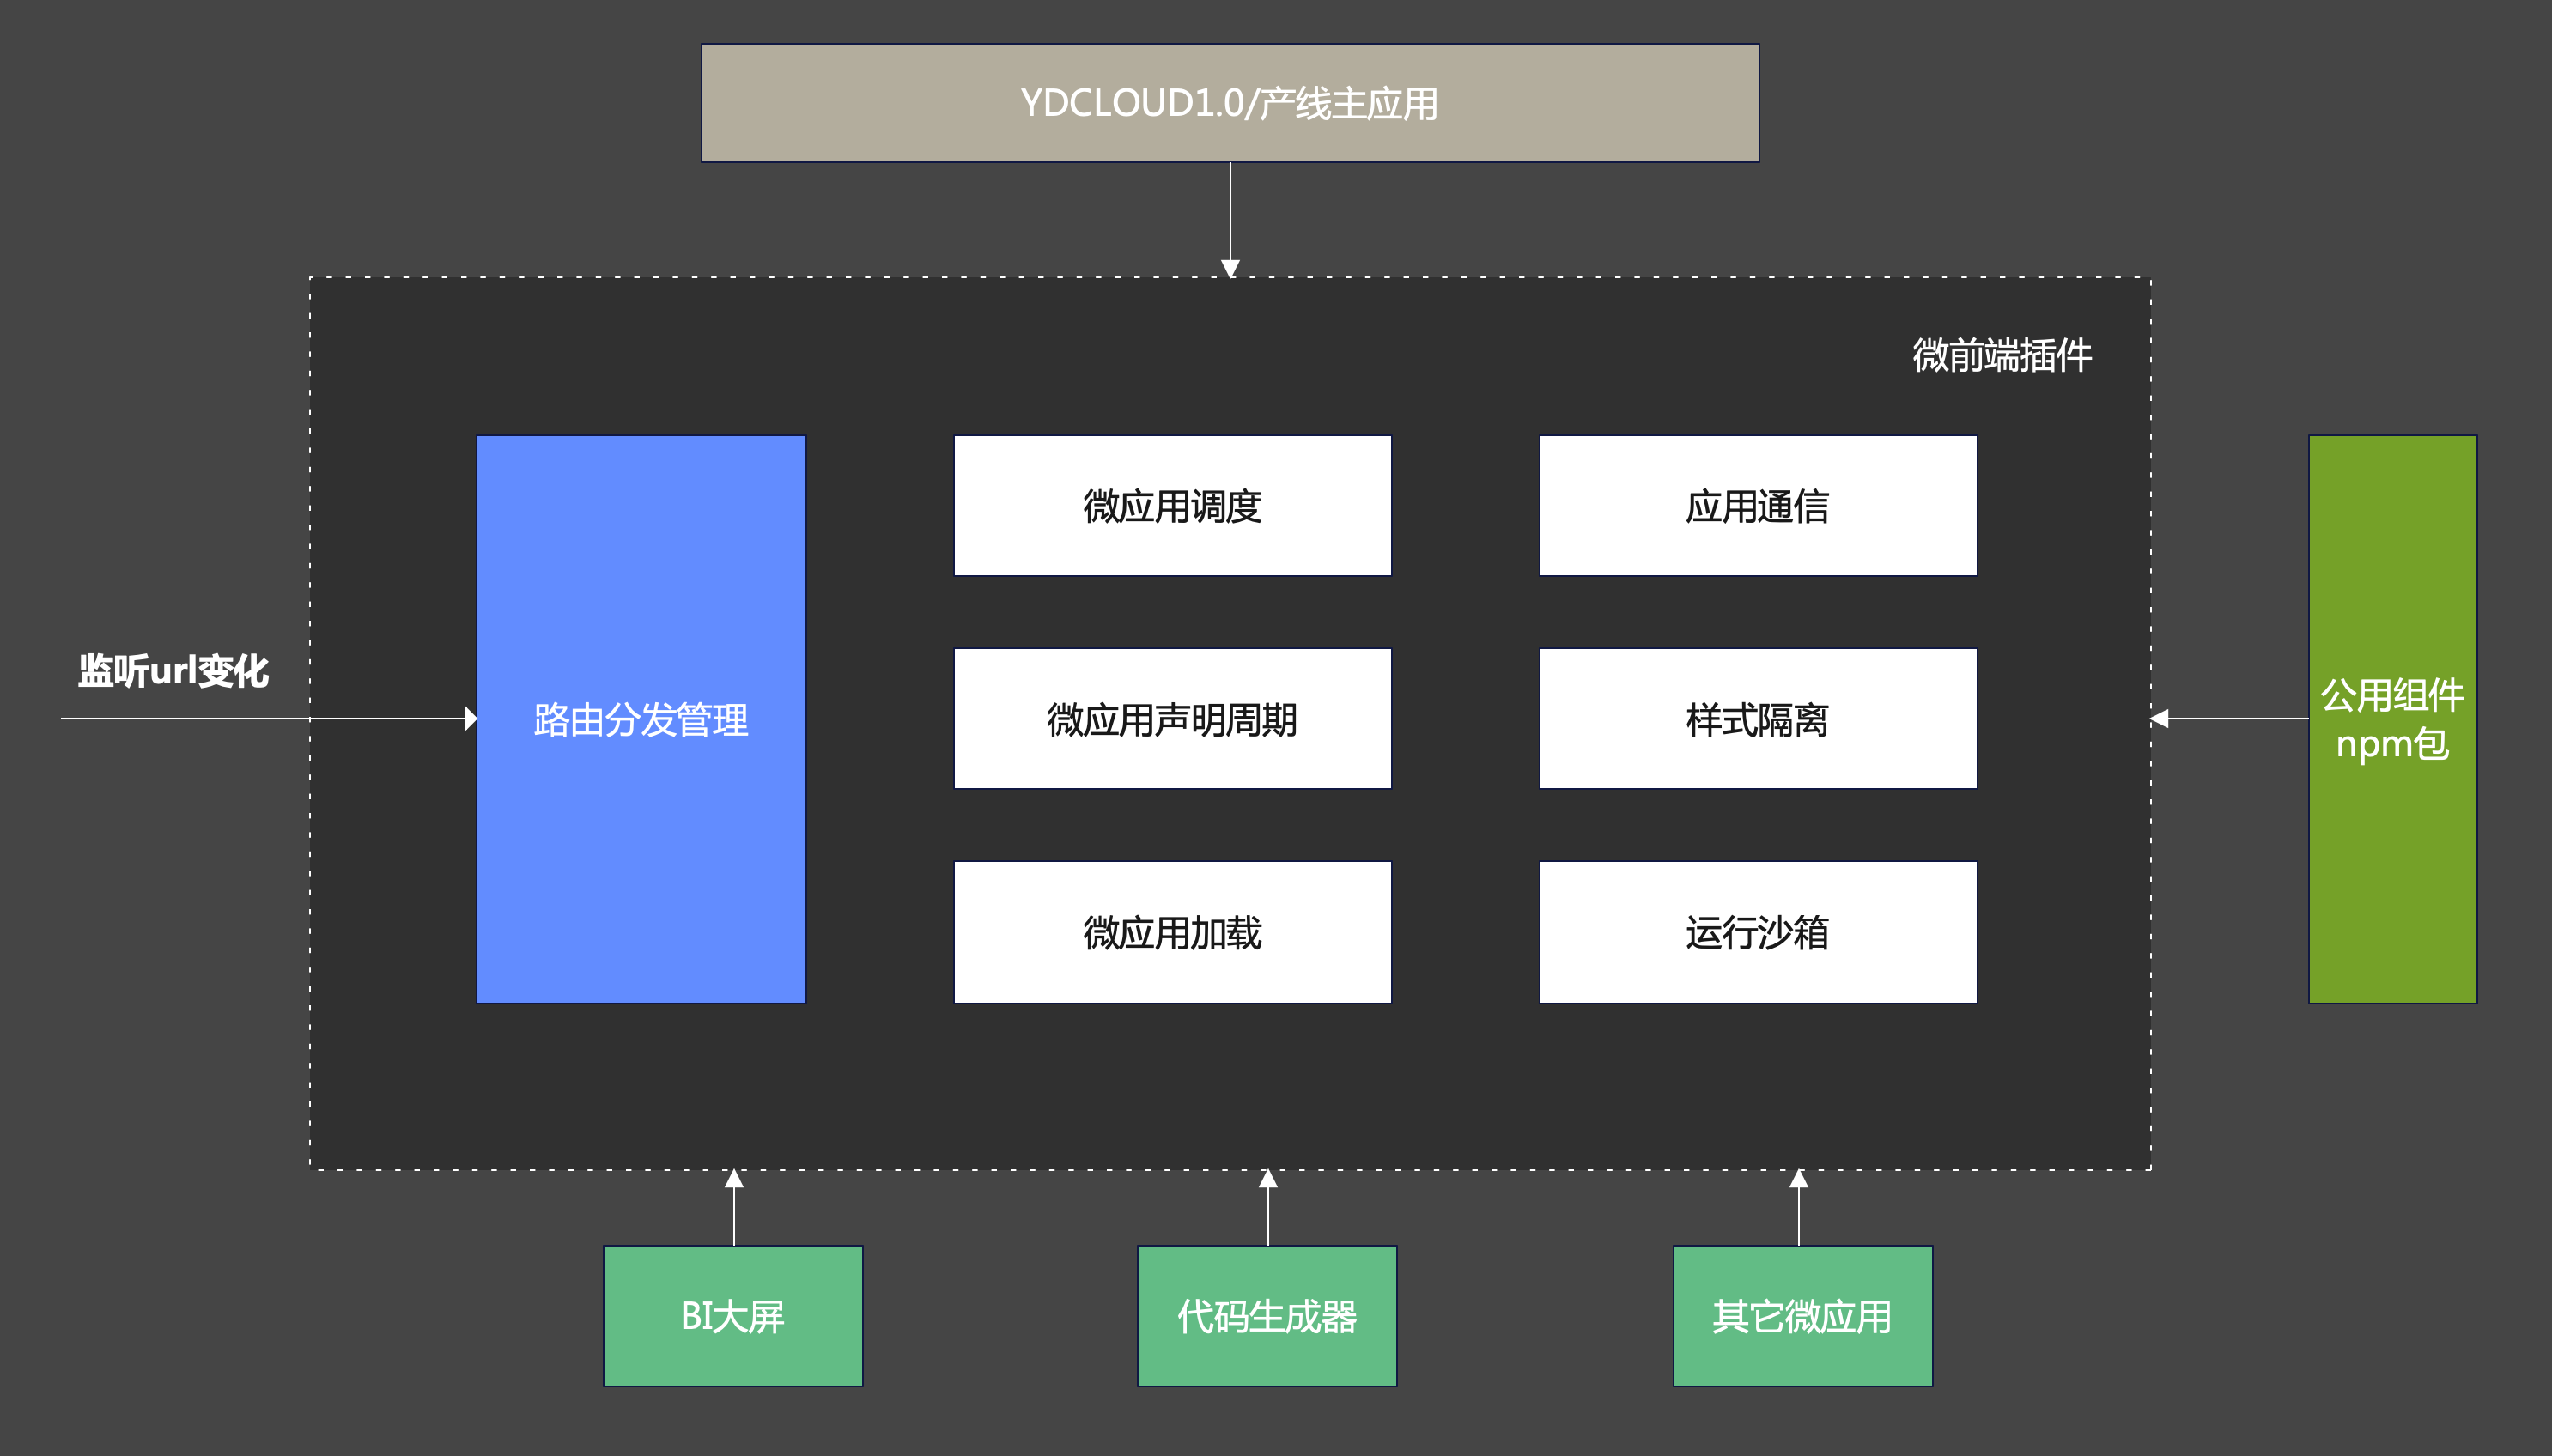 YDCLOUD1.0/产线主应用
微前端插件
微应用调度
应用通信
监听url变化
路由分发管理
微应用声明周期
样式隔离
公用组件
npm包
微应用加载
运行沙箱
BI大屏
代码生成器
其它微应用